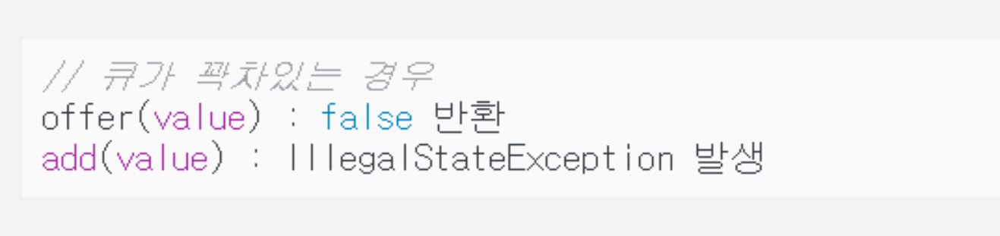 // 큐가 꽉차있는 경우
offer(value) : false 반환
add(value) : IllegalStateException 발생